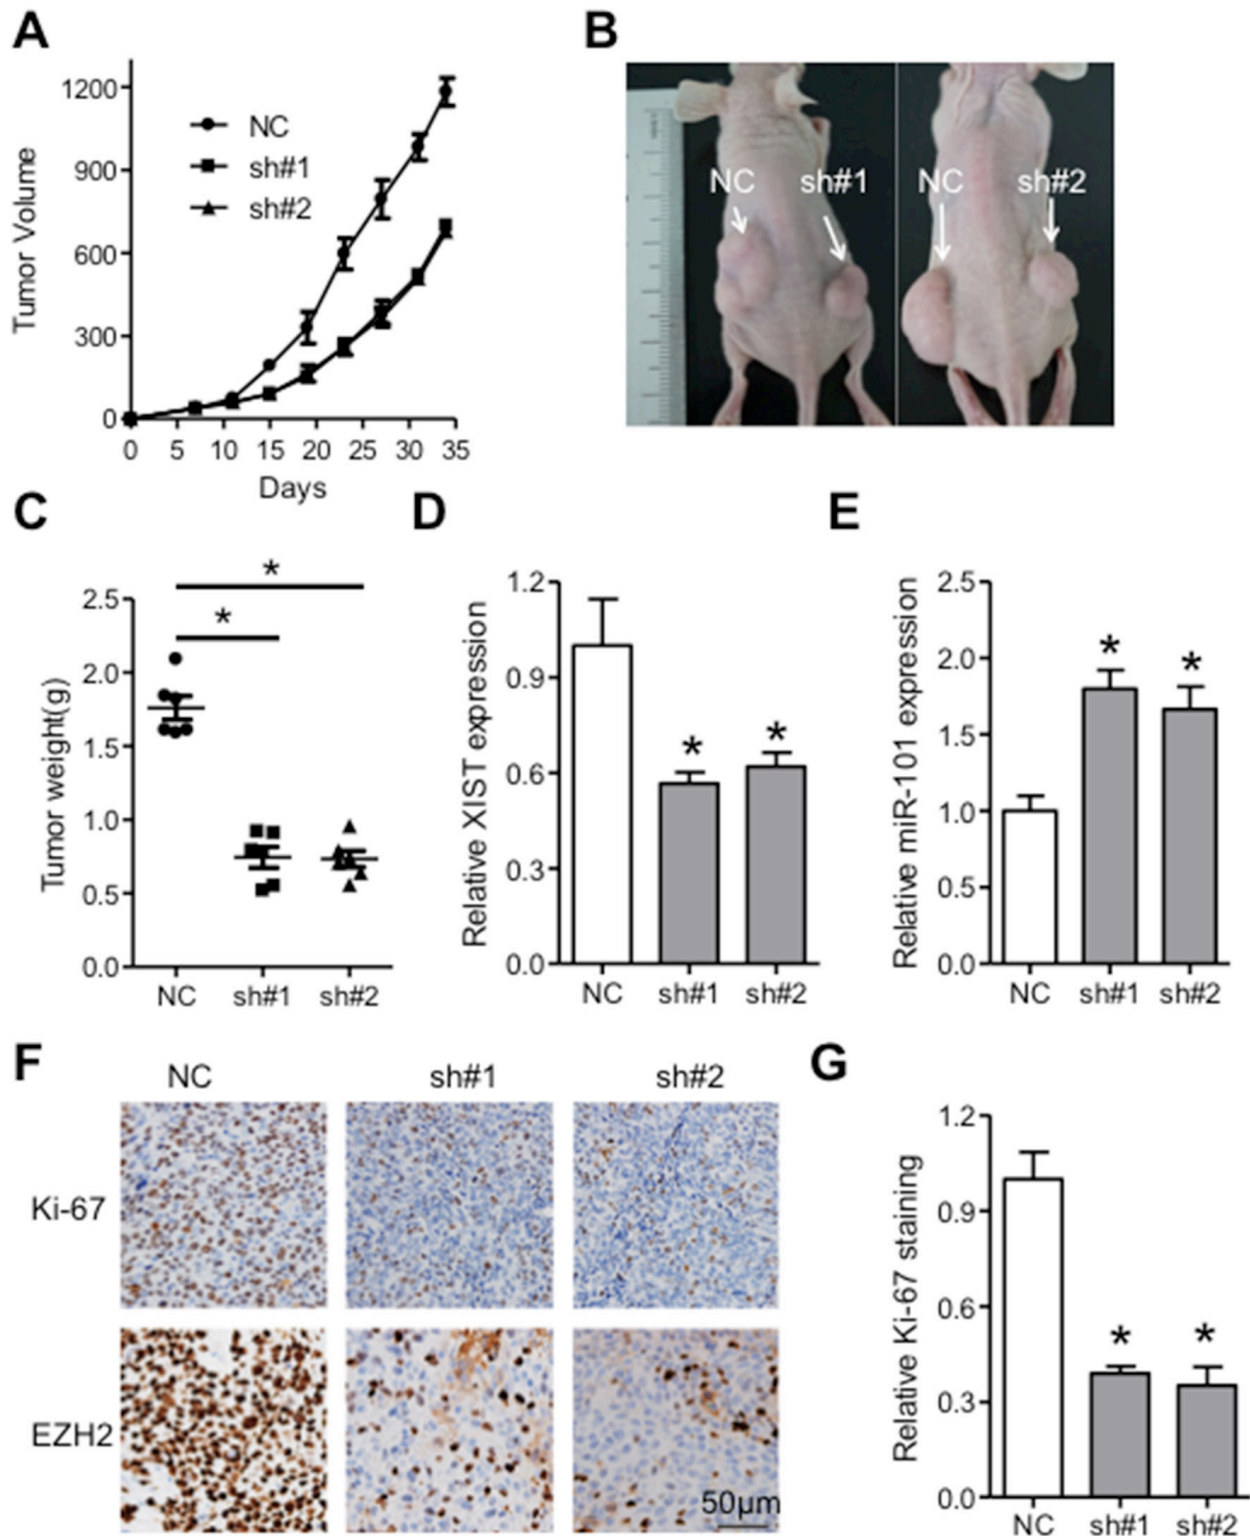 A
Tumor Volume
1200
900
600
300
0
NC
sh#1
sh#2
0 5 10 15 20 25 30 35
Days
B
NC sh#1 NC sh#2
C
Tumor weight(g)
2.5
2.0
1.5
1.0
0.5
0.0
*
*
NC sh#1 sh#2
D
Relative XIST expression
1.2
0.9
0.6
0.3
0.0
* *
NC sh#1 sh#2
E
Relative miR-101 expression
2.5
2.0
1.5
1.0
0.5
0.0
* *
NC sh#1 sh#2
F
NC sh#1 sh#2
Ki-67
EZH2
50μm
G
Relative Ki-67 staining
1.2
0.9
0.6
0.3
0.0
* *
NC sh#1 sh#2